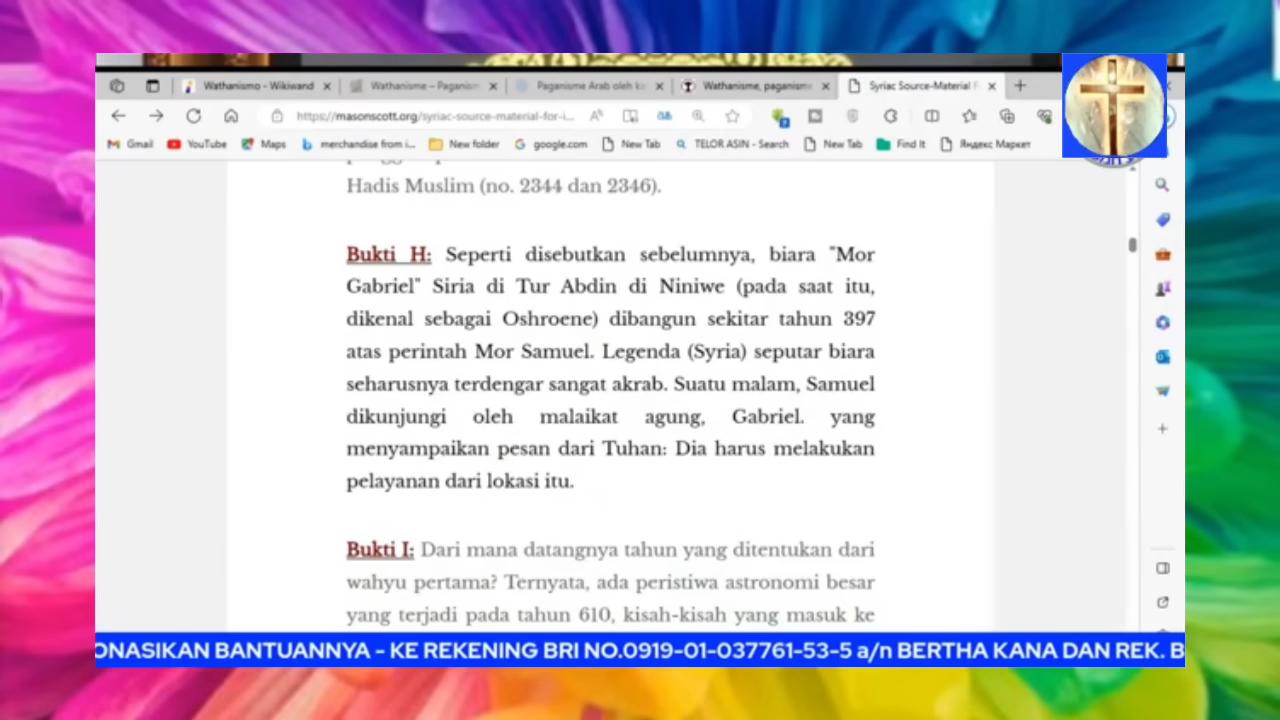 Wathanismo - Wikiwand
Wathanisme – Paganism
Paganisme Arab oleh k
Wathanisme, paganisme
Syriac Source-Material F
https://masonscott.org/syriac-source-material-for-i...
Gmail YouTube Maps merchandise from i... New folder google.com New Tab TELOR ASIN - Search New Tab Find It Яндекс Маркет
Hadis Muslim (no. 2344 dan 2346).
Bukti H: Seperti disebutkan sebelumnya, biara "Mor
Gabriel" Siria di Tur Abdin di Niniwe (pada saat itu,
dikenal sebagai Oshroene) dibangun sekitar tahun 397
atas perintah Mor Samuel. Legenda (Syria) seputar biara
seharusnya terdengar sangat akrab. Suatu malam, Samuel
dikunjungi oleh malaikat agung, Gabriel. yang
menyampaikan pesan dari Tuhan: Dia harus melakukan
pelayanan dari lokasi itu.
Bukti I: Dari mana datangnya tahun yang ditentukan dari
wahyu pertama? Ternyata, ada peristiwa astronomi besar
yang terjadi pada tahun 610, kisah-kisah yang masuk ke
ONASIKAN BANTUANNYA - KE REKENING BRI NO.0919-01-037761-53-5 a/n BERTHA KANA DAN REK. B